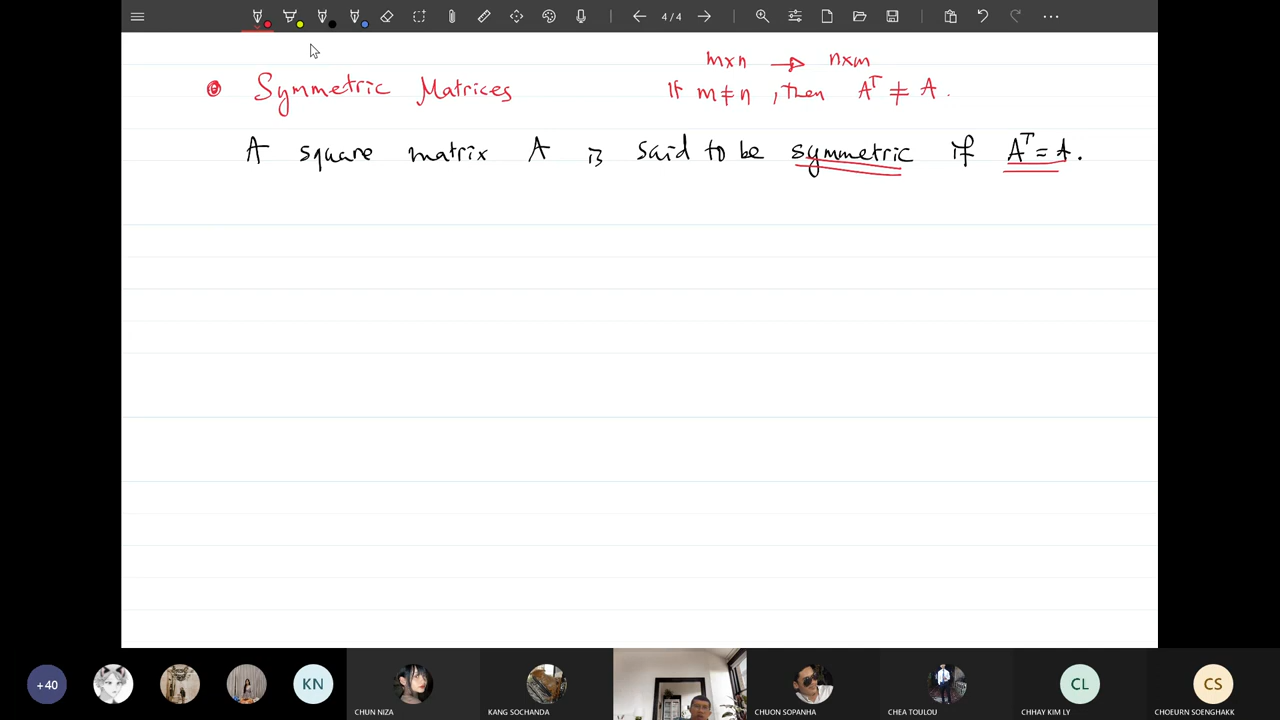 4/4
m×n → n×m
Symmetric Matrices If m ≠ n , then Aᵀ ≠ A .
A square matrix A is said to be symmetric if Aᵀ = A .
+40
KN
CL
CS
CHUN NIZA
KANG SOCHANDA
CHUON SOPANHA
CHEA TOULOU
CHHAY KIM LY
CHOEURN SOENGHAKK